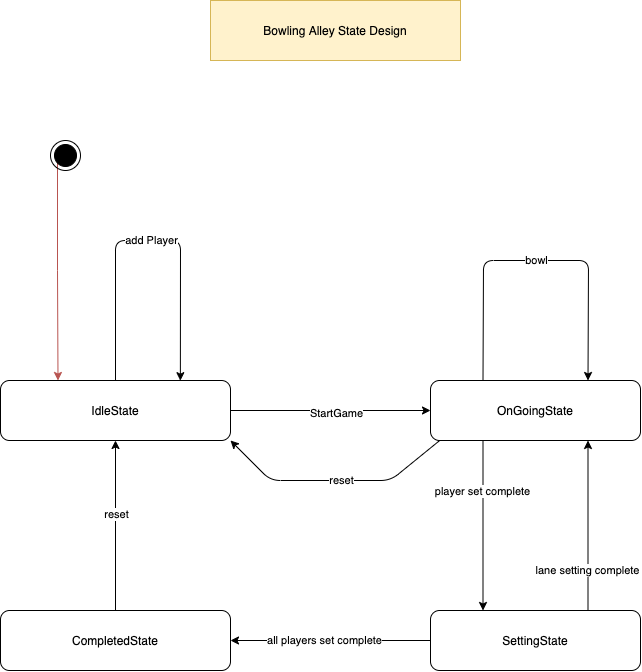 Bowling Alley State Design
add Player
bowl
IdleState
StartGame
OnGoingState
reset
player set complete
reset
lane setting complete
CompletedState
all players set complete
SettingState